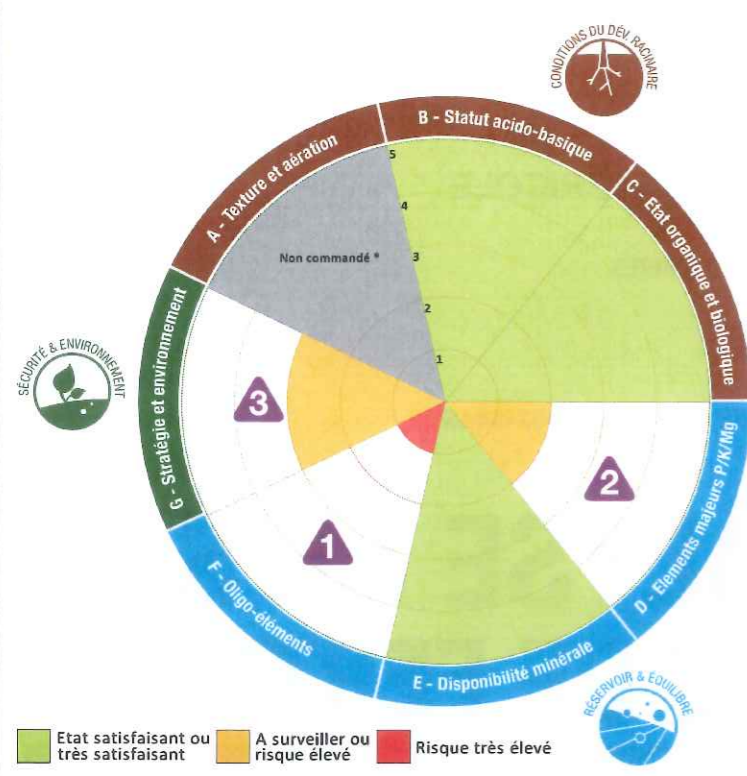 CONDITIONS DU DÉV. RACINAIRE
B - Statut acido-basique
A - Texture et aération
C - Etat organique et biologique
5
4
Non commandé *
3
2
1
SÉCURITÉ & ENVIRONNEMENT
G - Stratégie et environnement
3
2
D - Elements majeurs P/K/Mg
1
F - Oligo-éléments
E - Disponibilité minérale
RÉSERVOIR & ÉQUILIBRE
Etat satisfaisant ou
très satisfaisant
A surveiller ou
risque élevé
Risque très élevé